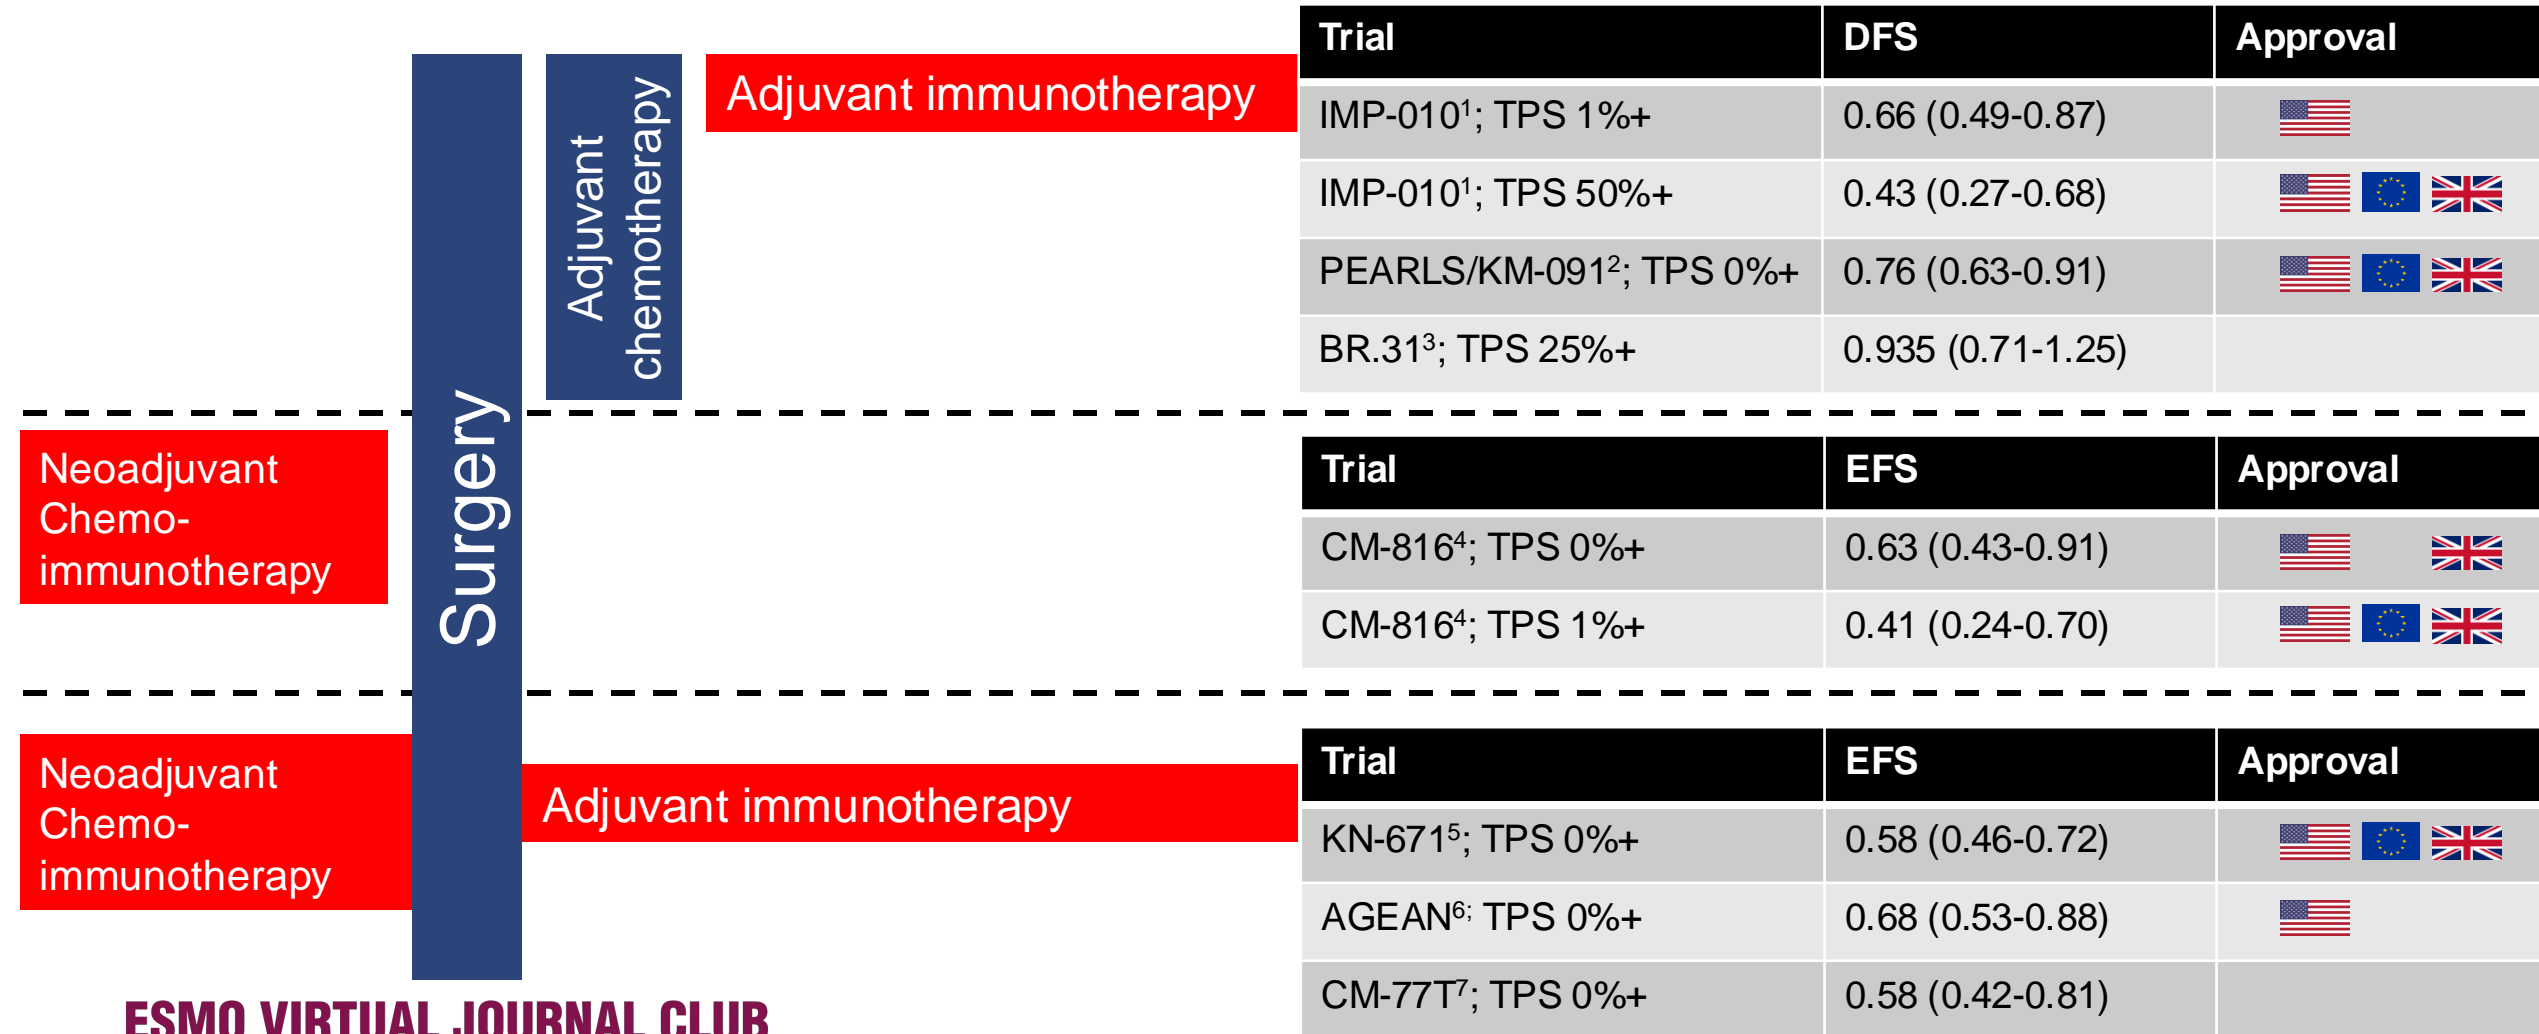 Adjuvant
chemotherapy
Adjuvant immunotherapy
Trial DFS Approval
IMP-010¹; TPS 1%+ 0.66 (0.49-0.87)
IMP-010¹; TPS 50%+ 0.43 (0.27-0.68)
PEARLS/KM-091²; TPS 0%+ 0.76 (0.63-0.91)
BR.31³; TPS 25%+ 0.935 (0.71-1.25)
Surgery
Neoadjuvant
Chemo-
immunotherapy
Trial EFS Approval
CM-816⁴; TPS 0%+ 0.63 (0.43-0.91)
CM-816⁴; TPS 1%+ 0.41 (0.24-0.70)
Neoadjuvant
Chemo-
immunotherapy
Adjuvant immunotherapy
Trial EFS Approval
KN-671⁵; TPS 0%+ 0.58 (0.46-0.72)
AGEAN⁶; TPS 0%+ 0.68 (0.53-0.88)
CM-77T⁷; TPS 0%+ 0.58 (0.42-0.81)
ESMO VIRTUAL JOURNAL CLUB